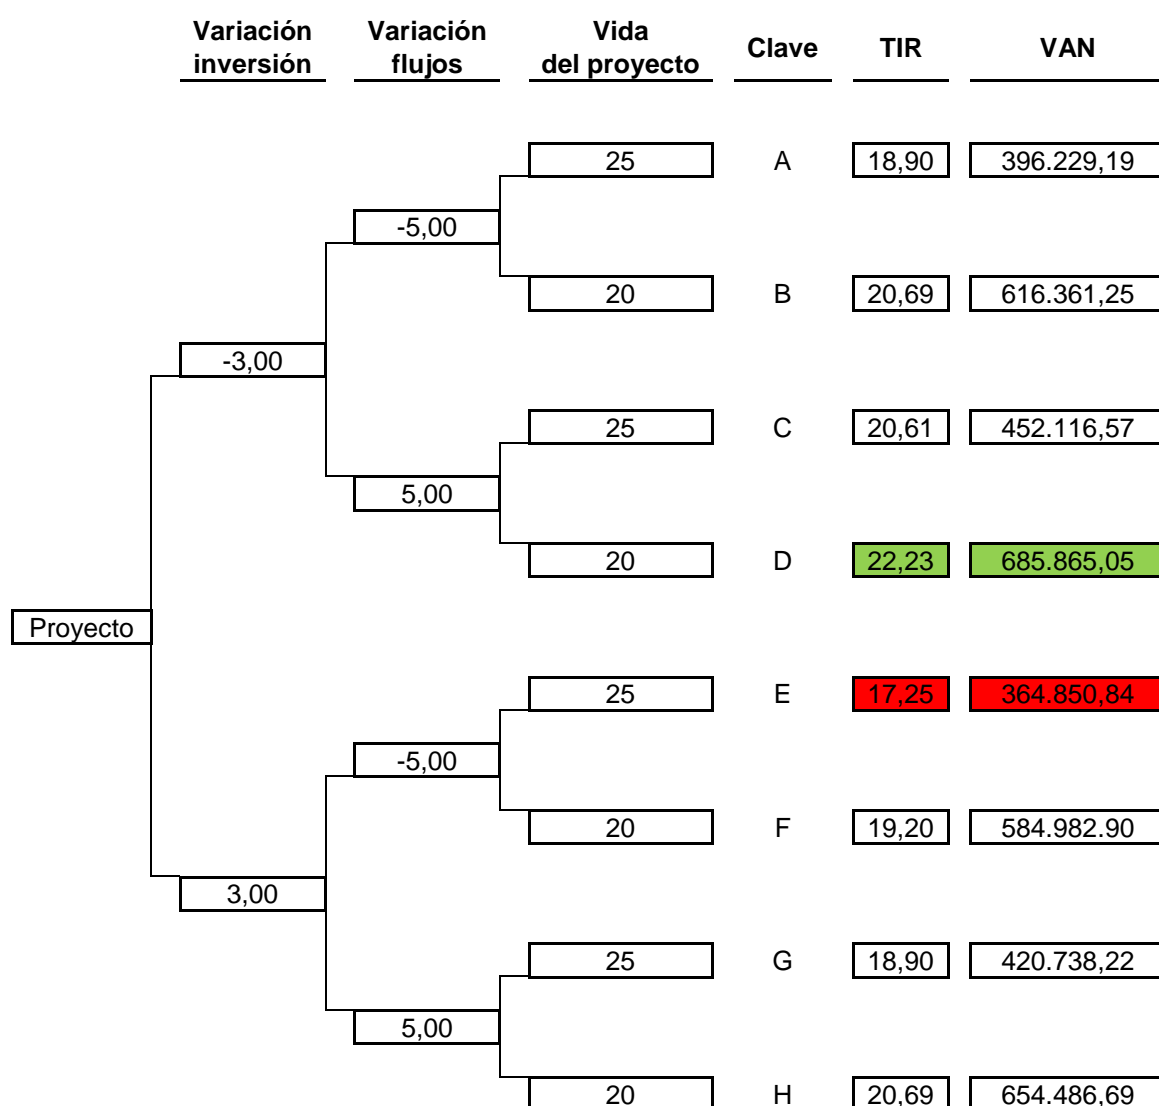 Variación inversión Variación flujos Vida del proyecto Clave TIR VAN
25 A 18,90 396.229,19
-5,00
20 B 20,69 616.361,25
-3,00
25 C 20,61 452.116,57
5,00
20 D 22,23 685.865,05
Proyecto
25 E 17,25 364.850,84
-5,00
20 F 19,20 584.982,90
3,00
25 G 18,90 420.738,22
5,00
20 H 20,69 654.486,69